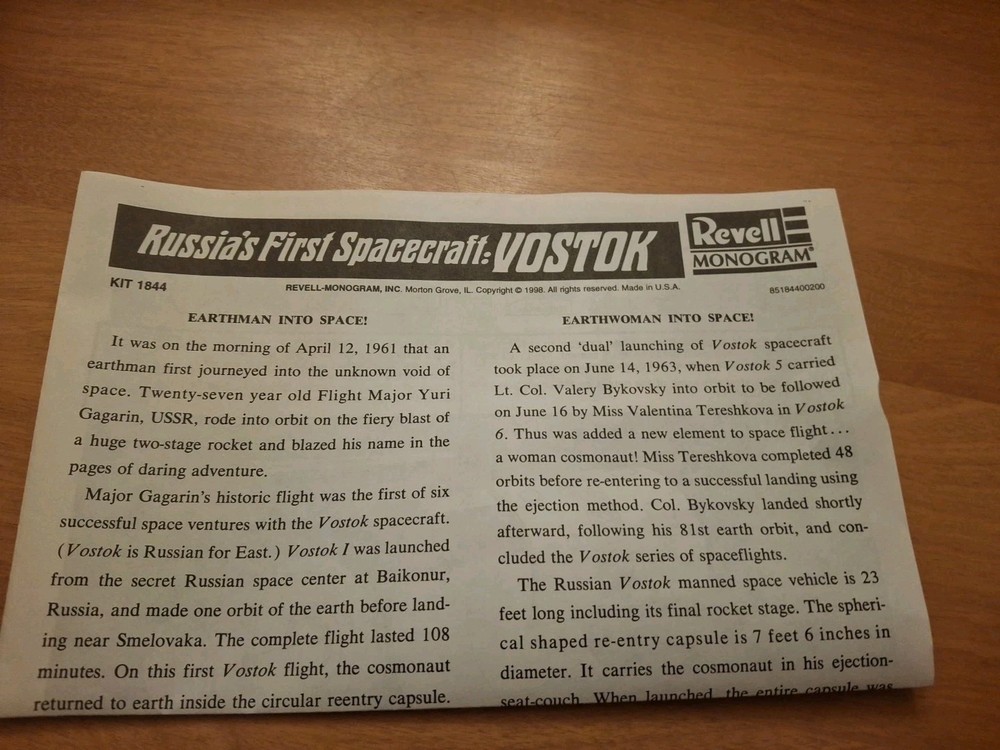 Russia's First Spacecraft: VOSTOK
Revell
MONOGRAM®
KIT 1844
REVELL-MONOGRAM, INC. Morton Grove, IL. Copyright © 1998. All rights reserved. Made in U.S.A.
85184400200
EARTHMAN INTO SPACE!
It was on the morning of April 12, 1961 that an
earthman first journeyed into the unknown void of
space. Twenty-seven year old Flight Major Yuri
Gagarin, USSR, rode into orbit on the fiery blast of
a huge two-stage rocket and blazed his name in the
pages of daring adventure.
Major Gagarin's historic flight was the first of six
successful space ventures with the Vostok spacecraft.
(Vostok is Russian for East.) Vostok I was launched
from the secret Russian space center at Baikonur,
Russia, and made one orbit of the earth before land-
ing near Smelovaka. The complete flight lasted 108
minutes. On this first Vostok flight, the cosmonaut
returned to earth inside the circular reentry capsule.
EARTHWOMAN INTO SPACE!
A second 'dual' launching of Vostok spacecraft
took place on June 14, 1963, when Vostok 5 carried
Lt. Col. Valery Bykovsky into orbit to be followed
on June 16 by Miss Valentina Tereshkova in Vostok
6. Thus was added a new element to space flight...
a woman cosmonaut! Miss Tereshkova completed 48
orbits before re-entering to a successful landing using
the ejection method. Col. Bykovsky landed shortly
afterward, following his 81st earth orbit, and con-
cluded the Vostok series of spaceflights.
The Russian Vostok manned space vehicle is 23
feet long including its final rocket stage. The spheri-
cal shaped re-entry capsule is 7 feet 6 inches in
diameter. It carries the cosmonaut in his ejection-
seat-couch. When launched, the entire capsule was